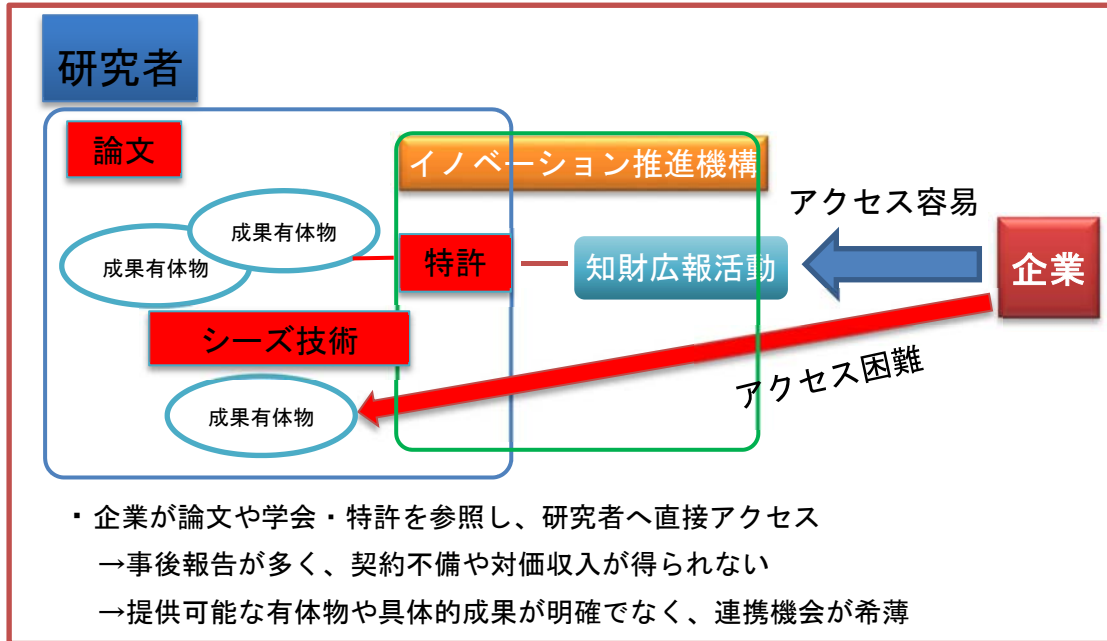 研究者
論文
イノベーション推進機構
アクセス容易
成果有体物
成果有体物
特許
知財広報活動
企業
シーズ技術
アクセス困難
成果有体物
・企業が論文や学会・特許を参照し、研究者へ直接アクセス
→事後報告が多く、契約不備や対価収入が得られない
→提供可能な有体物や具体的成果が明確でなく、連携機会が希薄